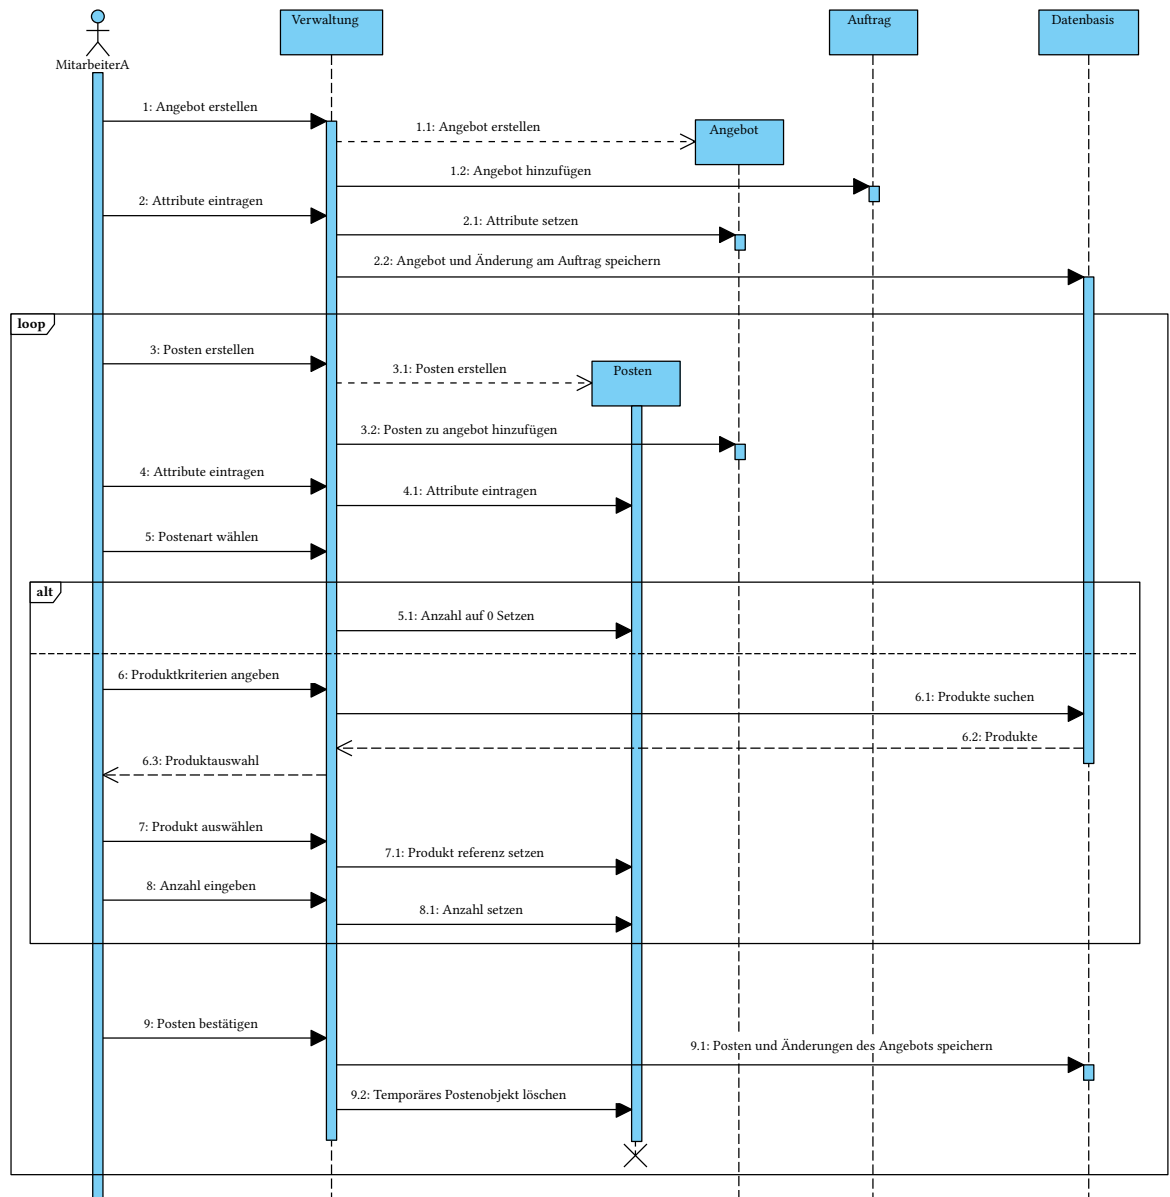 Verwaltung
Auftrag
Datenbasis
MitarbeiterA
1: Angebot erstellen
1.1: Angebot erstellen
Angebot
1.2: Angebot hinzufügen
2: Attribute eintragen
2.1: Attribute setzen
2.2: Angebot und Änderung am Auftrag speichern
loop
3: Posten erstellen
3.1: Posten erstellen
Posten
3.2: Posten zu angebot hinzufügen
4: Attribute eintragen
4.1: Attribute eintragen
5: Postenart wählen
alt
5.1: Anzahl auf 0 Setzen
6: Produktkriterien angeben
6.1: Produkte suchen
6.2: Produkte
6.3: Produktauswahl
7: Produkt auswählen
7.1: Produkt referenz setzen
8: Anzahl eingeben
8.1: Anzahl setzen
9: Posten bestätigen
9.1: Posten und Änderungen des Angebots speichern
9.2: Temporäres Postenobjekt löschen